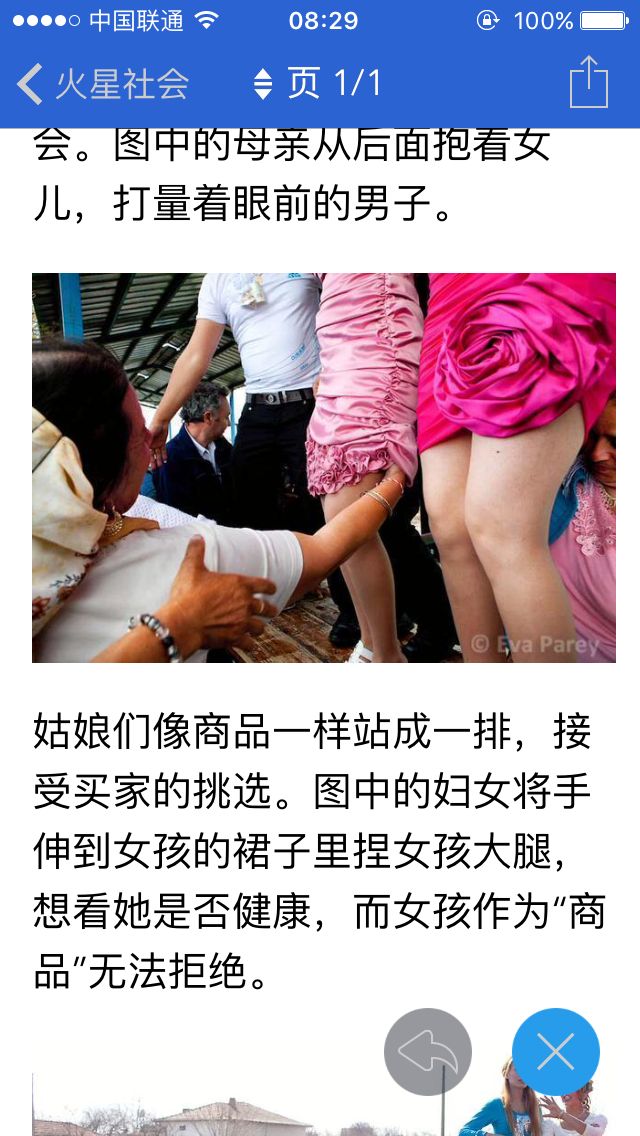 中国联通 08:29 100%
火星社会 页 1/1
会。图中的母亲从后面抱着女
儿，打量着眼前的男子。
© Eva Parey
姑娘们像商品一样站成一排，接
受买家的挑选。图中的妇女将手
伸到女孩的裙子里捏女孩大腿，
想看她是否健康，而女孩作为“商
品”无法拒绝。